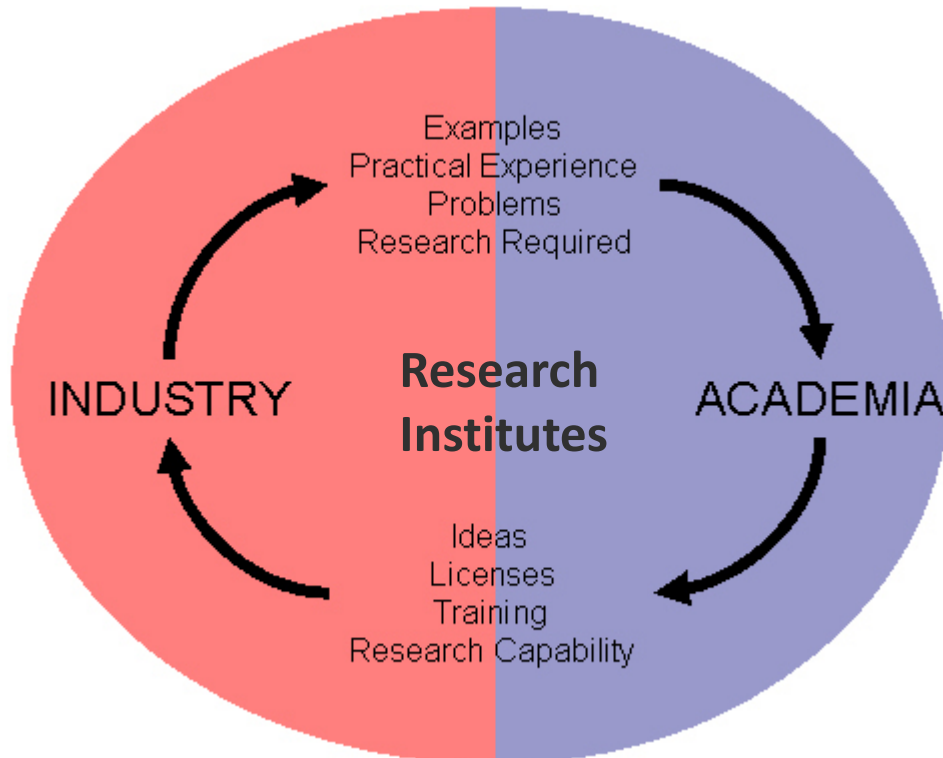 Examples
Practical Experience
Problems
Research Required
Research
Institutes
INDUSTRY
ACADEMIA
Ideas
Licenses
Training
Research Capability